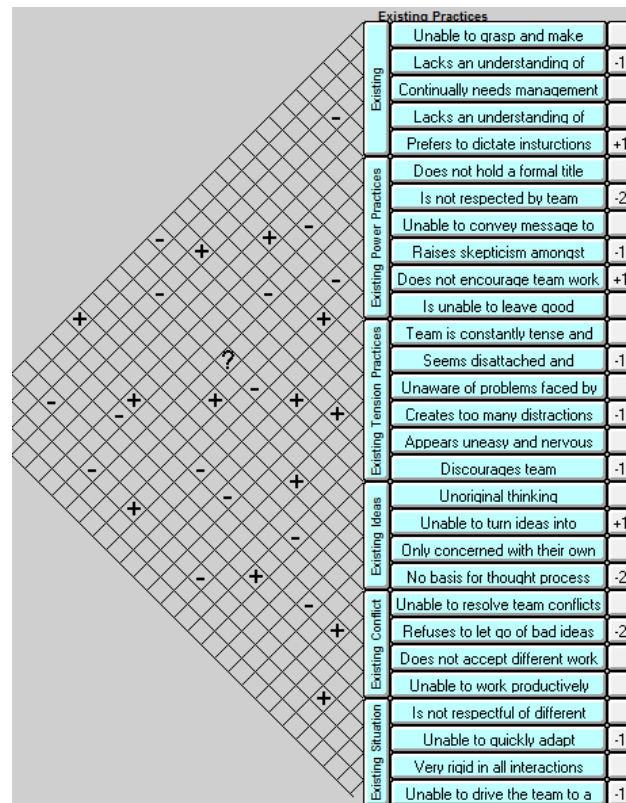 Existing Practices
Existing
Unable to grasp and make
Lacks an understanding of -1
Continually needs management
Lacks an understanding of
Prefers to dictate insturctions +1
Existing Power Practices
Does not hold a formal title
Is not respected by team -2
Unable to convey message to
Raises skepticism amongst -1
Does not encourage team work +1
Is unable to leave good
Existing Tension Practices
Team is constantly tense and
Seems disattached and -1
Unaware of problems faced by
Creates too many distractions -1
Appears uneasy and nervous
Discourages team -1
Existing Ideas
Unoriginal thinking
Unable to turn ideas into +1
Only concerned with their own
No basis for thought process -2
Existing Conflict
Unable to resolve team conflicts
Refuses to let go of bad ideas -2
Does not accept different work
Unable to work productively
Existing Situation
Is not respectful of different
Unable to quickly adapt -1
Very rigid in all interactions
Unable to drive the team to a -1
-
-
- +
+
-
- -
+ +
?
-
- + + +
- +
- -
+
-
+
-
- +
-
+
+